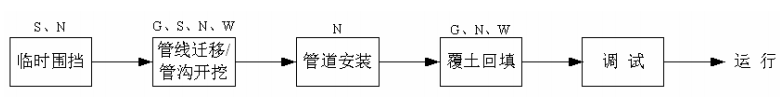 S、N
G、S、N、W
N
G、N、W
临时围挡
管线迁移/
管沟开挖
管道安装
覆土回填
调 试
运 行